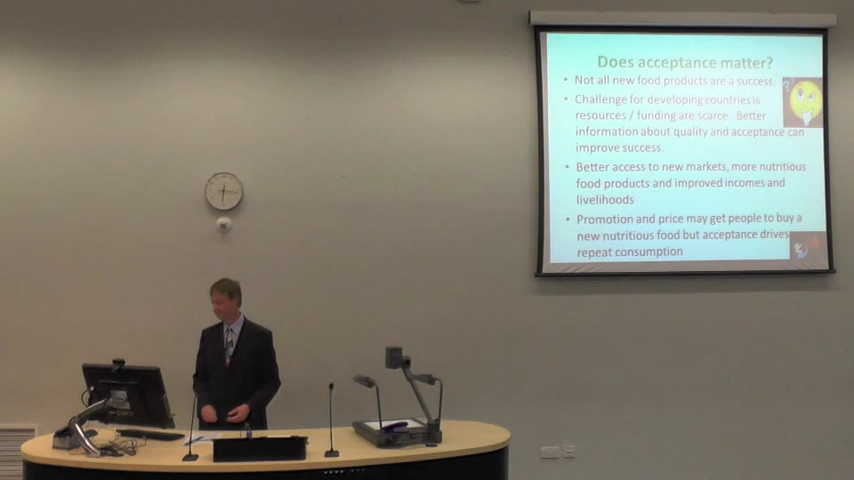 Does acceptance matter?
• Not all new food products are a success.
• Challenge for developing countries is
resources / funding are scarce. Better
information about quality and acceptance can
improve success.
• Better access to new markets, more nutritious
food products and improved incomes and
livelihoods
• Promotion and price may get people to buy a
new nutritious food but acceptance drives
repeat consumption